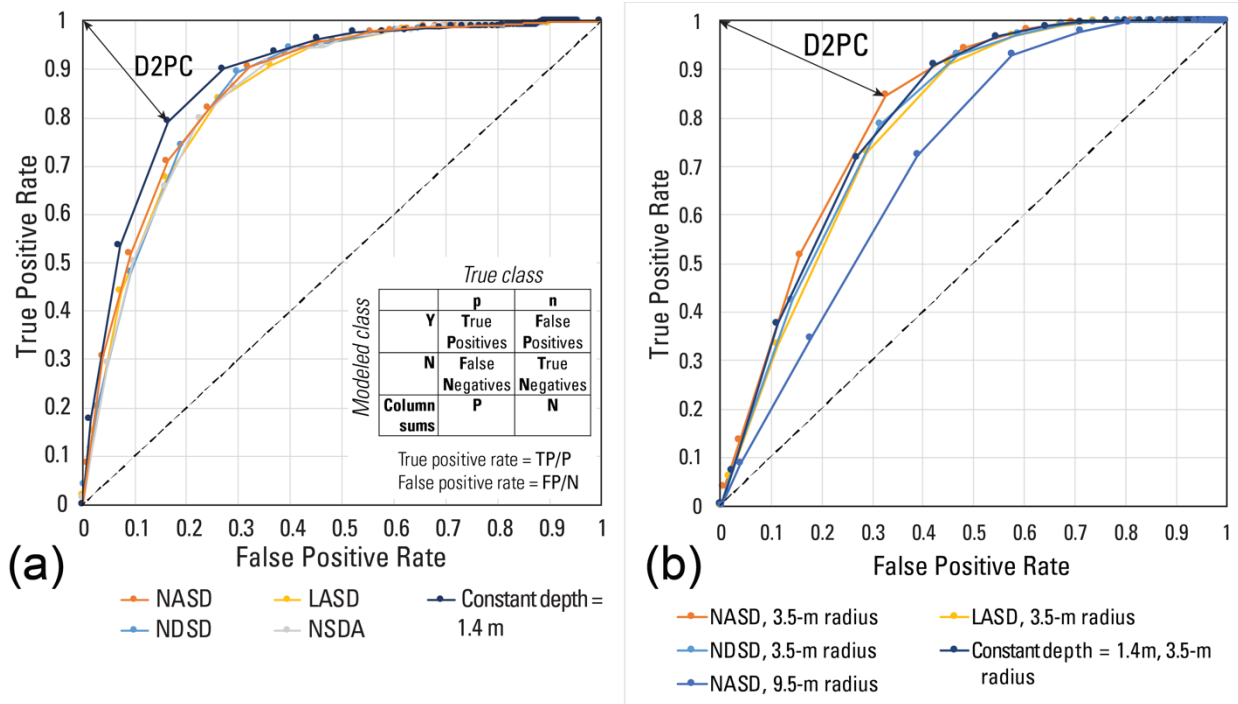 True Positive Rate
1
0.9
0.8
0.7
0.6
0.5
0.4
0.3
0.2
0.1
0
D2PC
True class
Modeled class
p n
Y True Positives False Positives
N False Negatives True Negatives
Column sums P N
True positive rate = TP/P
False positive rate = FP/N
0 0.1 0.2 0.3 0.4 0.5 0.6 0.7 0.8 0.9 1
False Positive Rate
(a)
NASD LASD Constant depth =
NDSD NSDA 1.4 m
True Positive Rate
1
0.9
0.8
0.7
0.6
0.5
0.4
0.3
0.2
0.1
0
D2PC
0 0.1 0.2 0.3 0.4 0.5 0.6 0.7 0.8 0.9 1
False Positive Rate
(b)
NASD, 3.5-m radius LASD, 3.5-m radius
NDSD, 3.5-m radius Constant depth = 1.4m, 3.5-m
NASD, 9.5-m radius radius